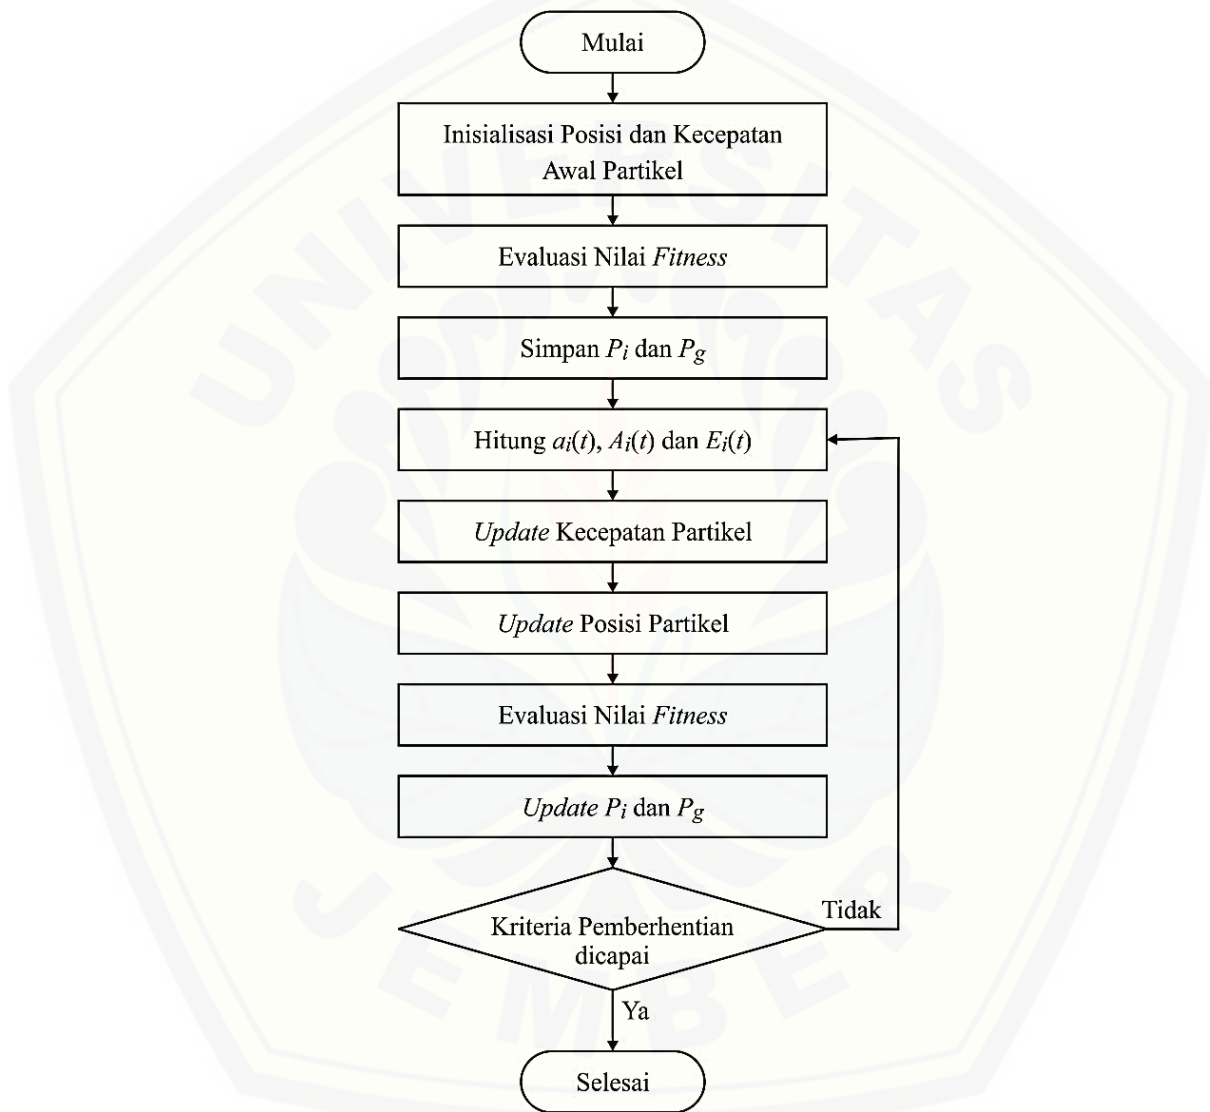 Mulai
Inisialisasi Posisi dan Kecepatan
Awal Partikel
Evaluasi Nilai Fitness
Simpan Pi dan Pg
Hitung ai(t), Ai(t) dan Ei(t)
Update Kecepatan Partikel
Update Posisi Partikel
Evaluasi Nilai Fitness
Update Pi dan Pg
Kriteria Pemberhentian
dicapai
Tidak
Ya
Selesai
UNIVERSITAS
JEMBER